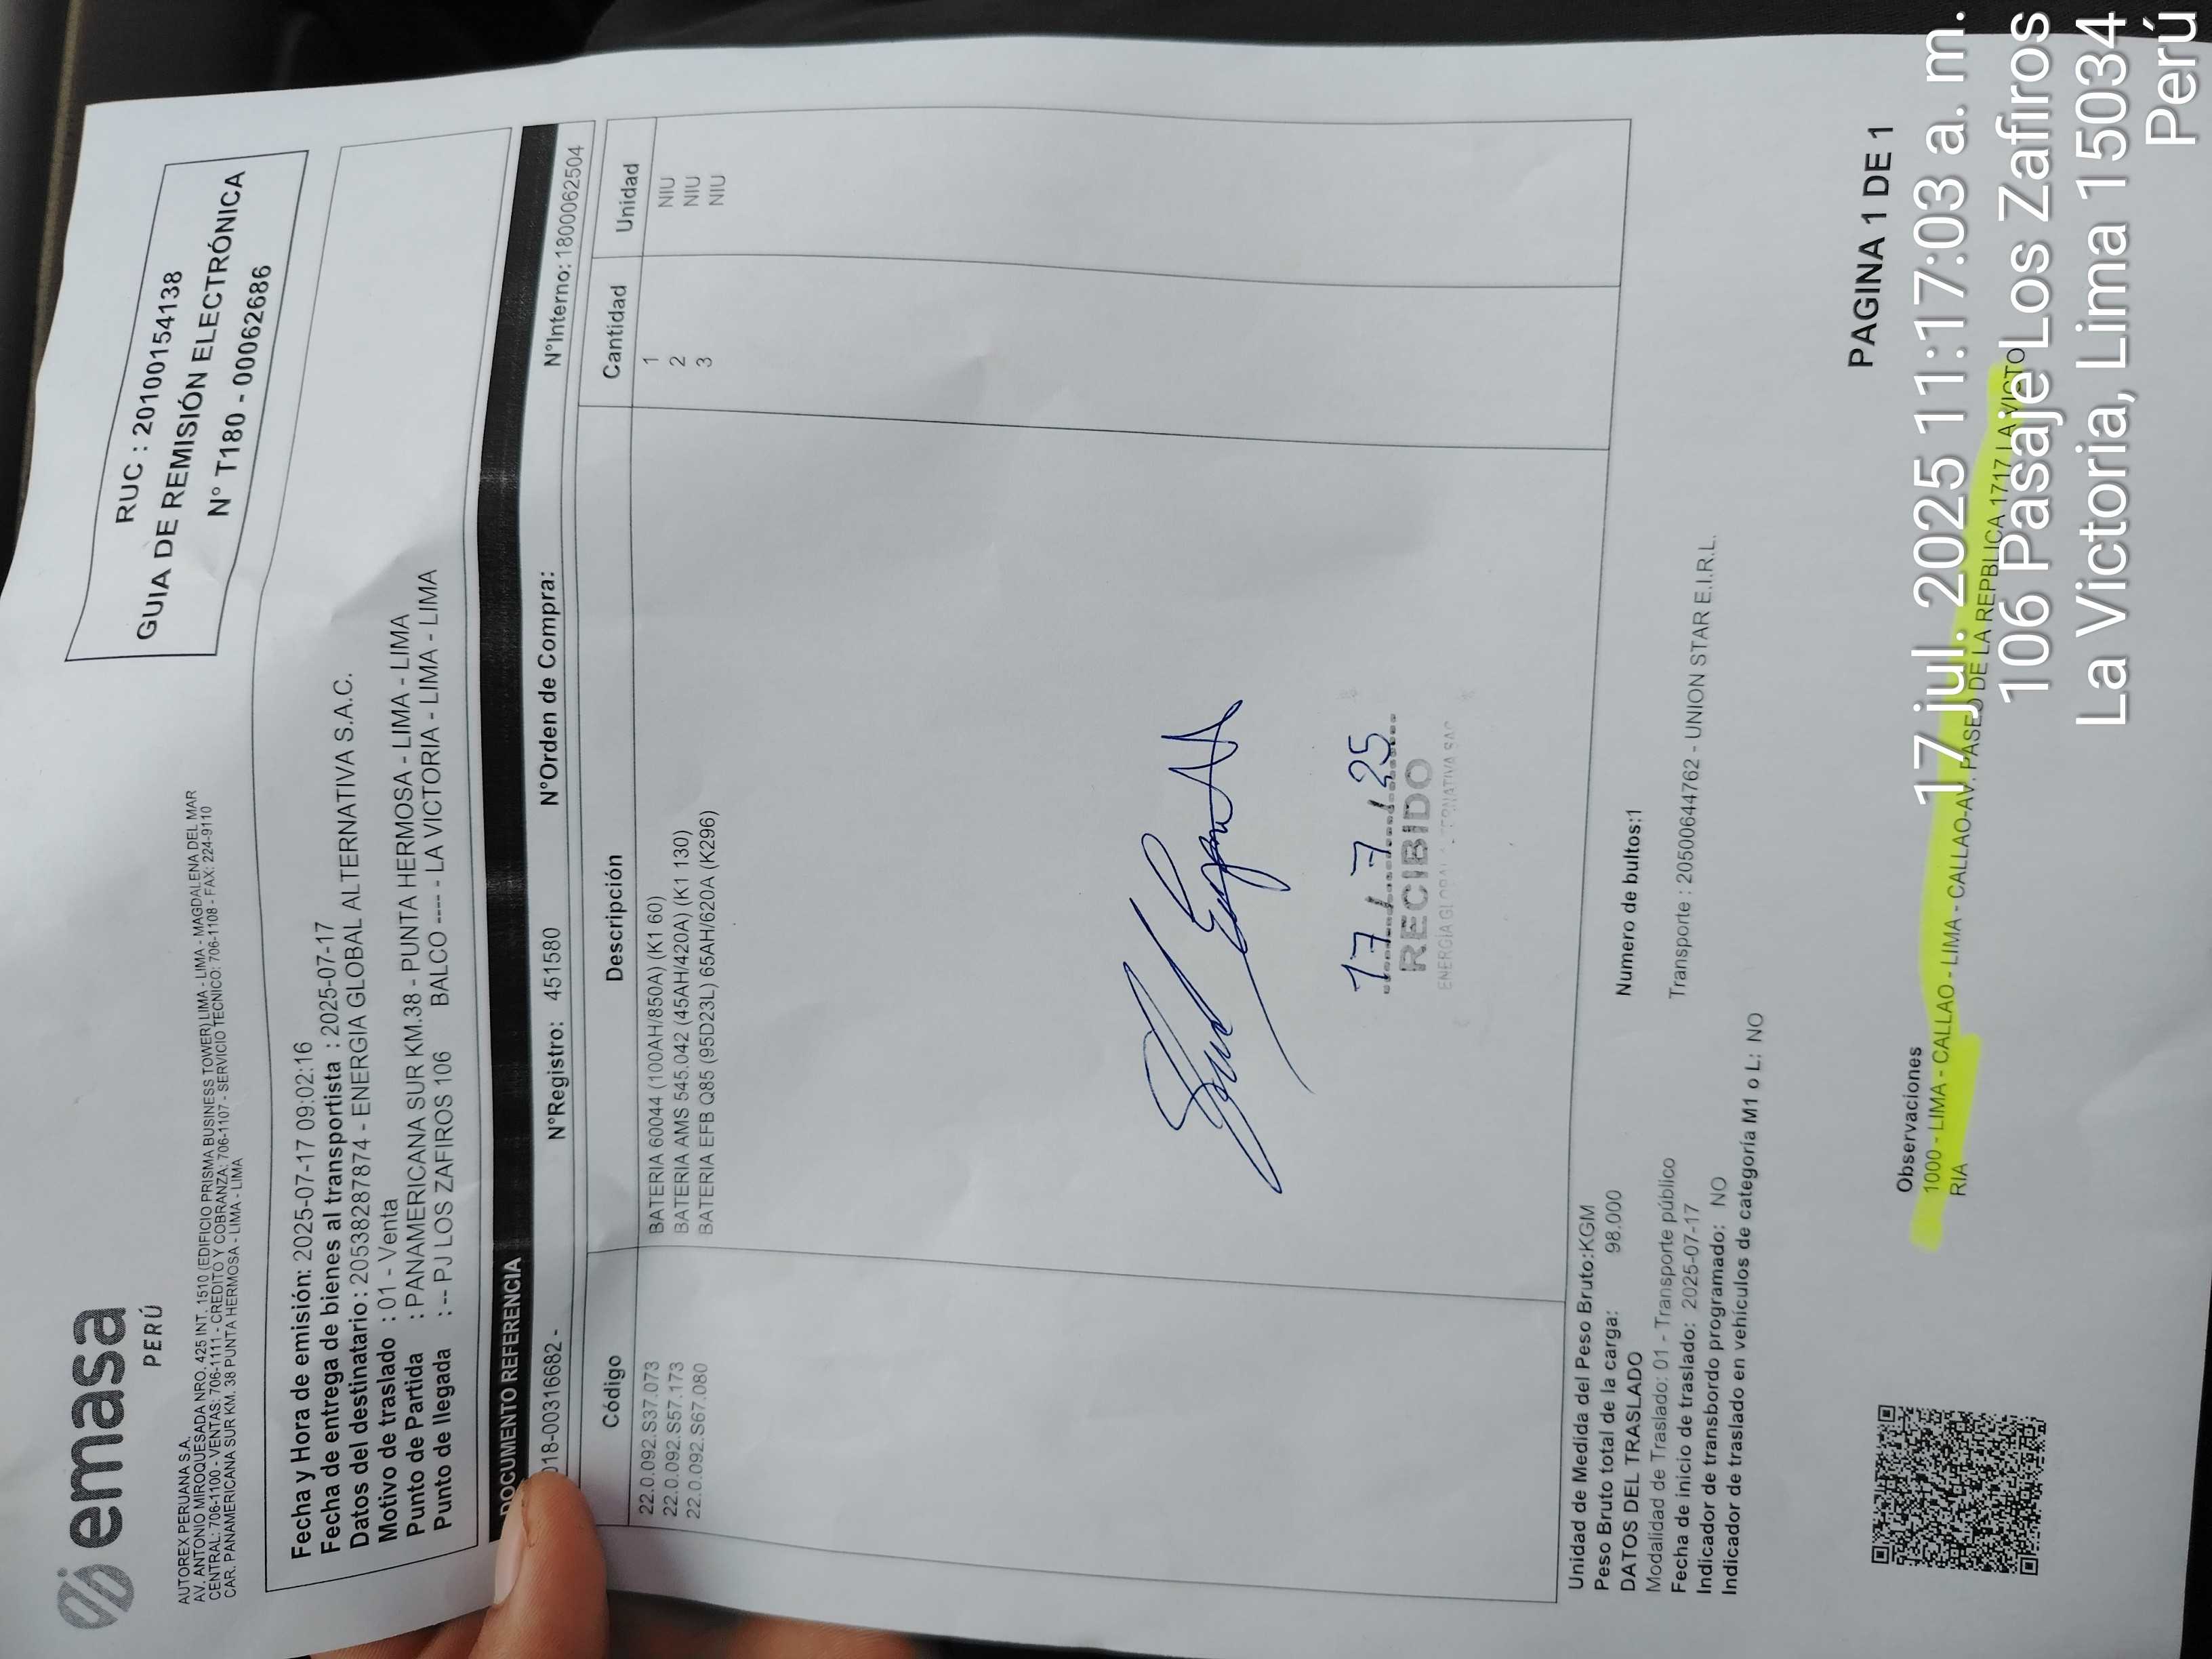 emasa
PERÚ
AUTOREX PERUANA S.A.
AV. ANTONIO MIROQUESADA NRO. 425 INT. 1510 (EDIFICIO PRISMA BUSINESS TOWER) LIMA - LIMA - MAGDALENA DEL MAR
CENTRAL: 706-1100 - VENTAS: 706-1111 - CREDITO Y COBRANZA: 706-1107 - SERVICIO TECNICO: 706-1108 - FAX: 224-9110
CAR. PANAMERICANA SUR KM. 38 PUNTA HERMOSA - LIMA - LIMA
RUC : 20100154138
GUIA DE REMISIÓN ELECTRÓNICA
N° T180 - 00062686
Fecha y Hora de emisión: 2025-07-17 09:02:16
Fecha de entrega de bienes al transportista : 2025-07-17
Datos del destinatario: 20538287874 - ENERGIA GLOBAL ALTERNATIVA S.A.C.
Motivo de traslado : 01 - Venta
Punto de Partida : PANAMERICANA SUR KM.38 - PUNTA HERMOSA - LIMA - LIMA
Punto de llegada : -- PJ LOS ZAFIROS 106 BALCO ---- - LA VICTORIA - LIMA - LIMA
DOCUMENTO REFERENCIA
018-00316682 - N°Registro: 451580 N°Orden de Compra: N°Interno: 1800062504
Código Descripción Cantidad Unidad
22.0.092.S37.073 BATERIA 60044 (100AH/850A) (K1 60) 1 NIU
22.0.092.S57.173 BATERIA AMS 545.042 (45AH/420A) (K1 130) 2 NIU
22.0.092.S67.080 BATERIA EFB Q85 (95D23L) 65AH/620A (K296) 3 NIU
17/7/25
RECIBIDO
ENERGIA GLOBAL ALTERNATIVA SAC
Unidad de Medida del Peso Bruto:KGM
Peso Bruto total de la carga: 98.000 Numero de bultos:1
DATOS DEL TRASLADO
Modalidad de Traslado: 01 - Transporte público Transporte : 20500644762 - UNION STAR E.I.R.L.
Fecha de inicio de traslado: 2025-07-17
Indicador de transbordo programado: NO
Indicador de traslado en vehículos de categoría M1 o L: NO
PAGINA 1 DE 1
Observaciones
1000 - LIMA - CALLAO - LIMA - CALLAO-AV. PASEO DE LA REPBLICA 1717 LA VICTO
RIA
17 jul. 2025 11:17:03 a. m.
106 Pasaje Los Zafiros
La Victoria, Lima 15034
Perú